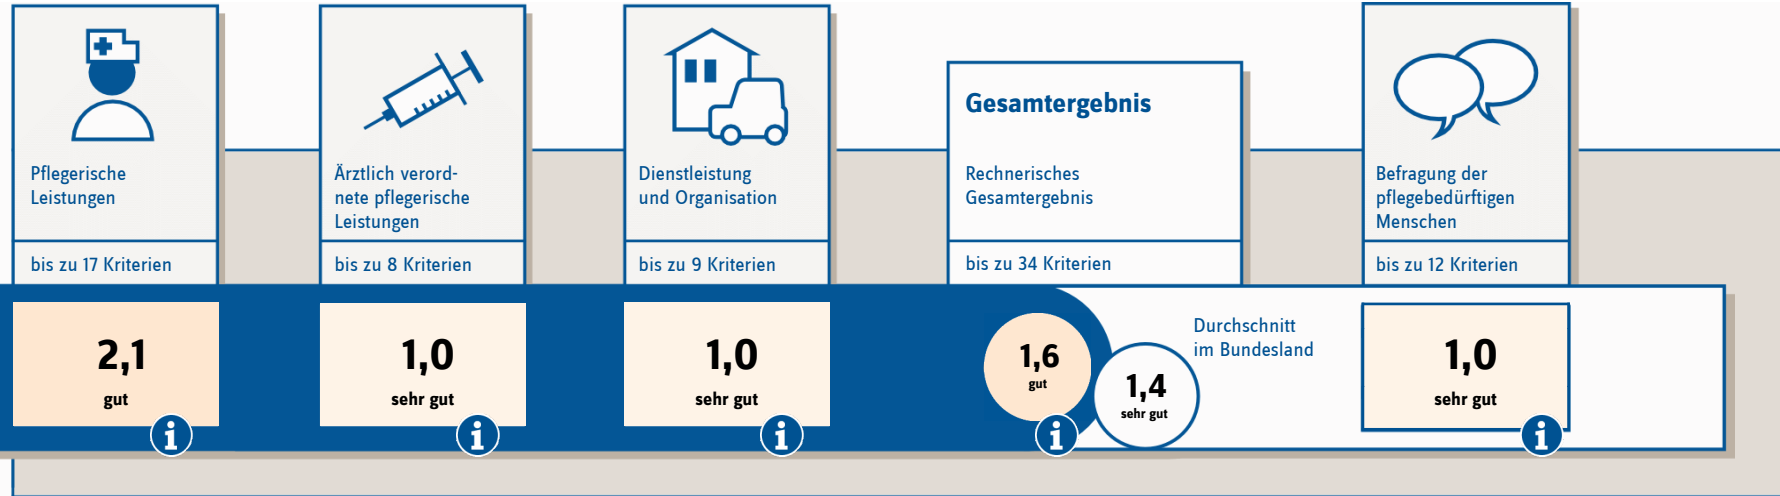 Pflegerische
Leistungen
bis zu 17 Kriterien
2,1
gut
i
Ärztlich verord-
nete pflegerische
Leistungen
bis zu 8 Kriterien
1,0
sehr gut
i
Dienstleistung
und Organisation
bis zu 9 Kriterien
1,0
sehr gut
i
Gesamtergebnis
Rechnerisches
Gesamtergebnis
bis zu 34 Kriterien
1,6
gut
i
Durchschnitt
im Bundesland
1,4
sehr gut
Befragung der
pflegebedürftigen
Menschen
bis zu 12 Kriterien
1,0
sehr gut
i